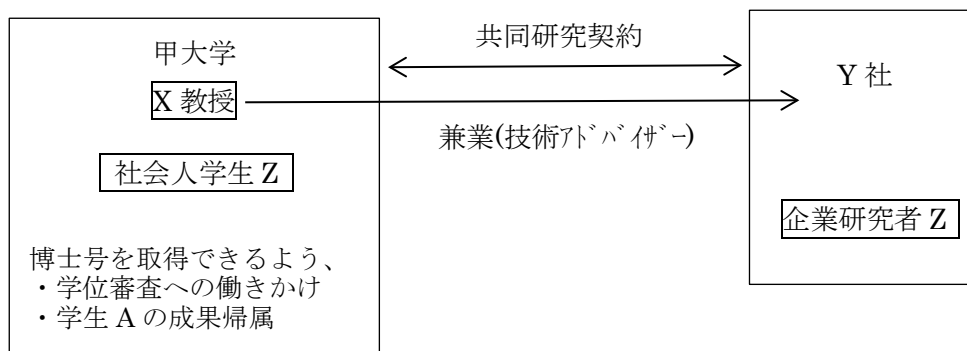 甲大学
X 教授
社会人学生 Z
博士号を取得できるよう、
・学位審査への働きかけ
・学生 A の成果帰属
共同研究契約
兼業(技術ｱﾄﾞﾊﾞｲｻﾞｰ)
Y 社
企業研究者 Z